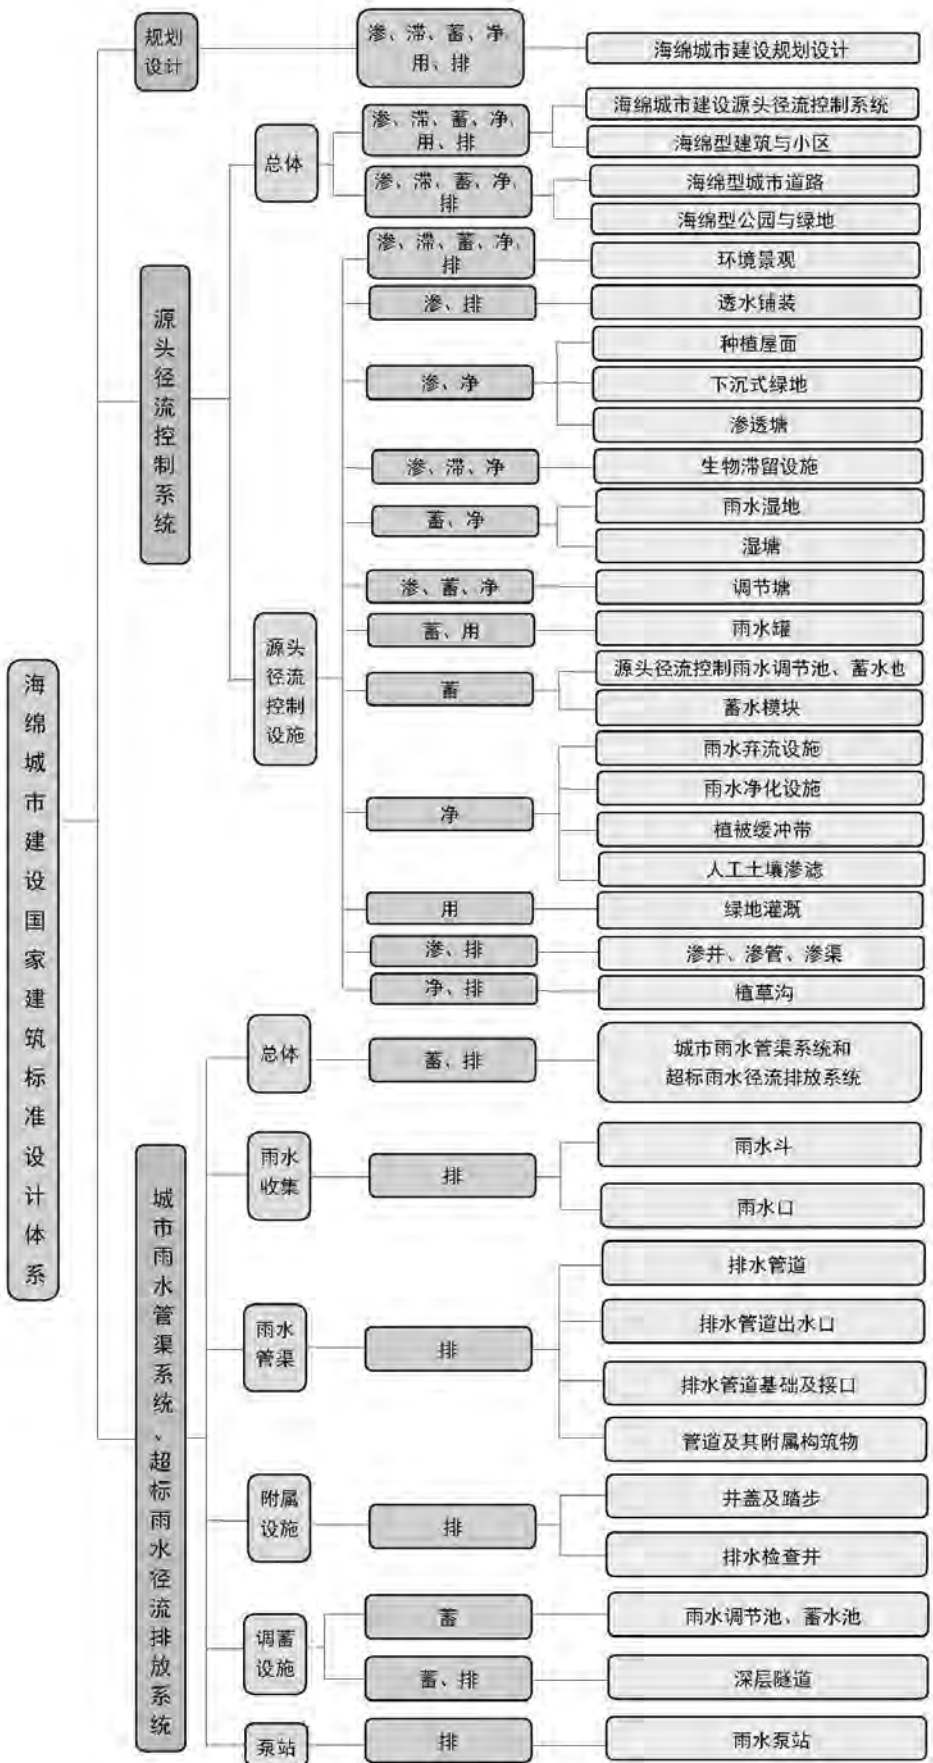 海绵城市建设国家建筑标准设计体系
规划
设计
渗、滞、蓄、净、
用、排
海绵城市建设规划设计
源头径流控制系统
总体
渗、滞、蓄、净、
用、排
海绵城市建设源头径流控制系统
海绵型建筑与小区
渗、滞、蓄、净、
排
海绵型城市道路
海绵型公园与绿地
源头
径流
控制
设施
渗、滞、蓄、净、
排
环境景观
渗、排
透水铺装
渗、净
种植屋面
下沉式绿地
渗透塘
渗、滞、净
生物滞留设施
蓄、净
雨水湿地
湿塘
渗、蓄、净
调节塘
蓄、用
雨水罐
蓄
源头径流控制雨水调节池、蓄水池
蓄水模块
净
雨水弃流设施
雨水净化设施
植被缓冲带
人工土壤渗滤
用
绿地灌溉
渗、排
渗井、渗管、渗渠
净、排
植草沟
城市雨水管渠系统、超标雨水径流排放系统
总体
蓄、排
城市雨水管渠系统和
超标雨水径流排放系统
雨水
收集
排
雨水斗
雨水口
雨水
管渠
排
排水管道
排水管道出水口
排水管道基础及接口
管道及其附属构筑物
附属
设施
排
井盖及踏步
排水检查井
调蓄
设施
蓄
雨水调节池、蓄水池
蓄、排
深层隧道
泵站
排
雨水泵站